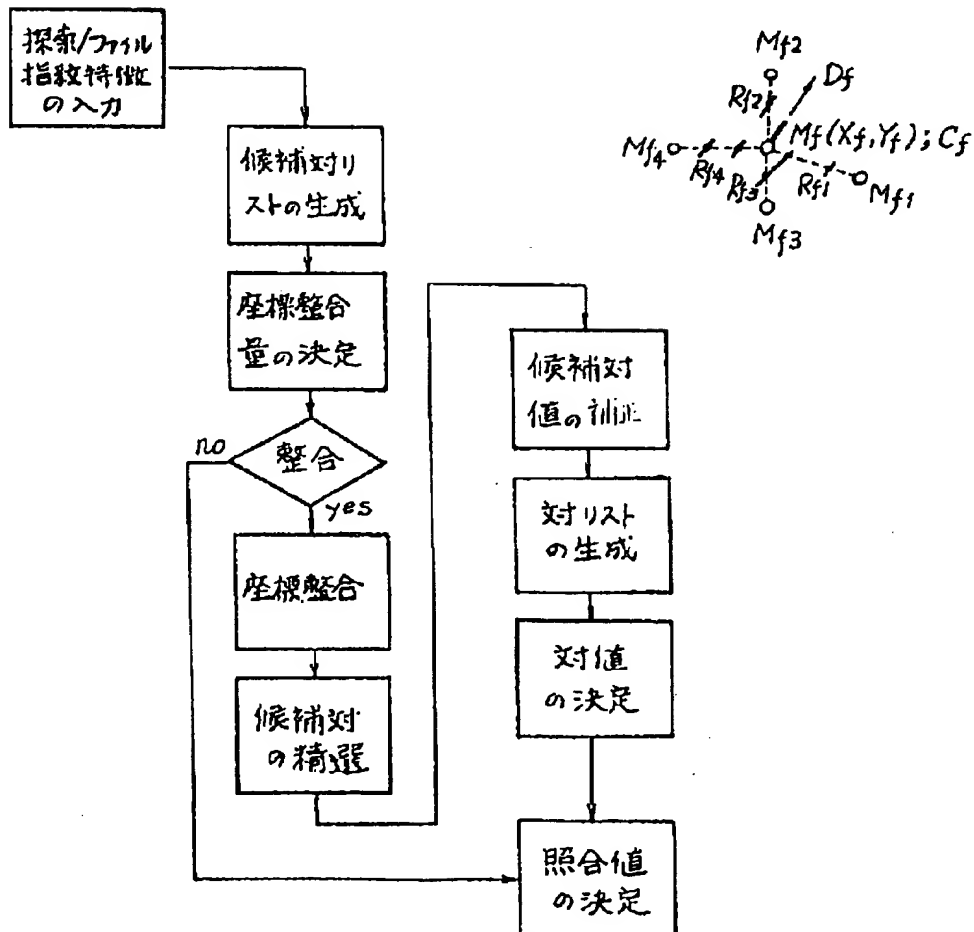 探索/ファイル
指紋特徴
の入力
候補対リ
ストの生成
座標整合
量の決定
整合
no
yes
座標整合
候補対
の精選
候補対
値の補正
対リスト
の生成
対値
の決定
照合値
の決定
Mf2
Df
Rf2
Mf(Xf,Yf);Cf
Mf4
Rf4
Rf3
Rf1
Mf1
Mf3